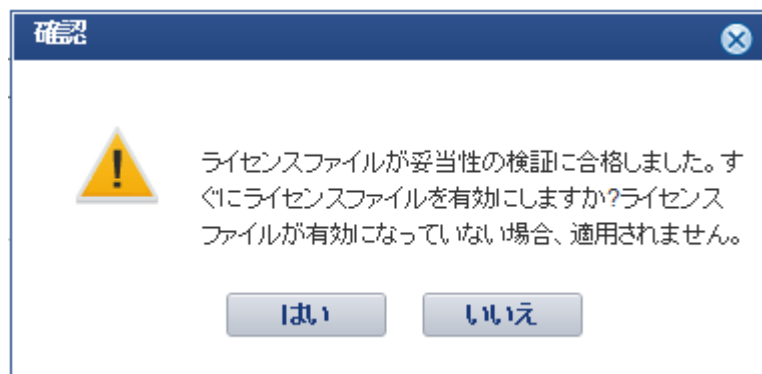 確認
ライセンスファイルが妥当性の検証に合格しました。す
ぐにライセンスファイルを有効にしますか?ライセンス
ファイルが有効になっていない場合、適用されません。
はい
いいえ